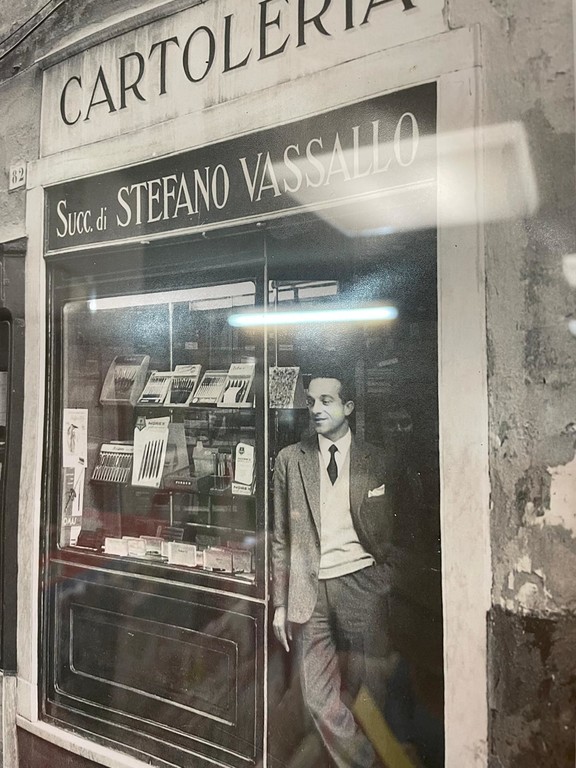 CARTOLERIA
82
Succ. di STEFANO VASSALLO